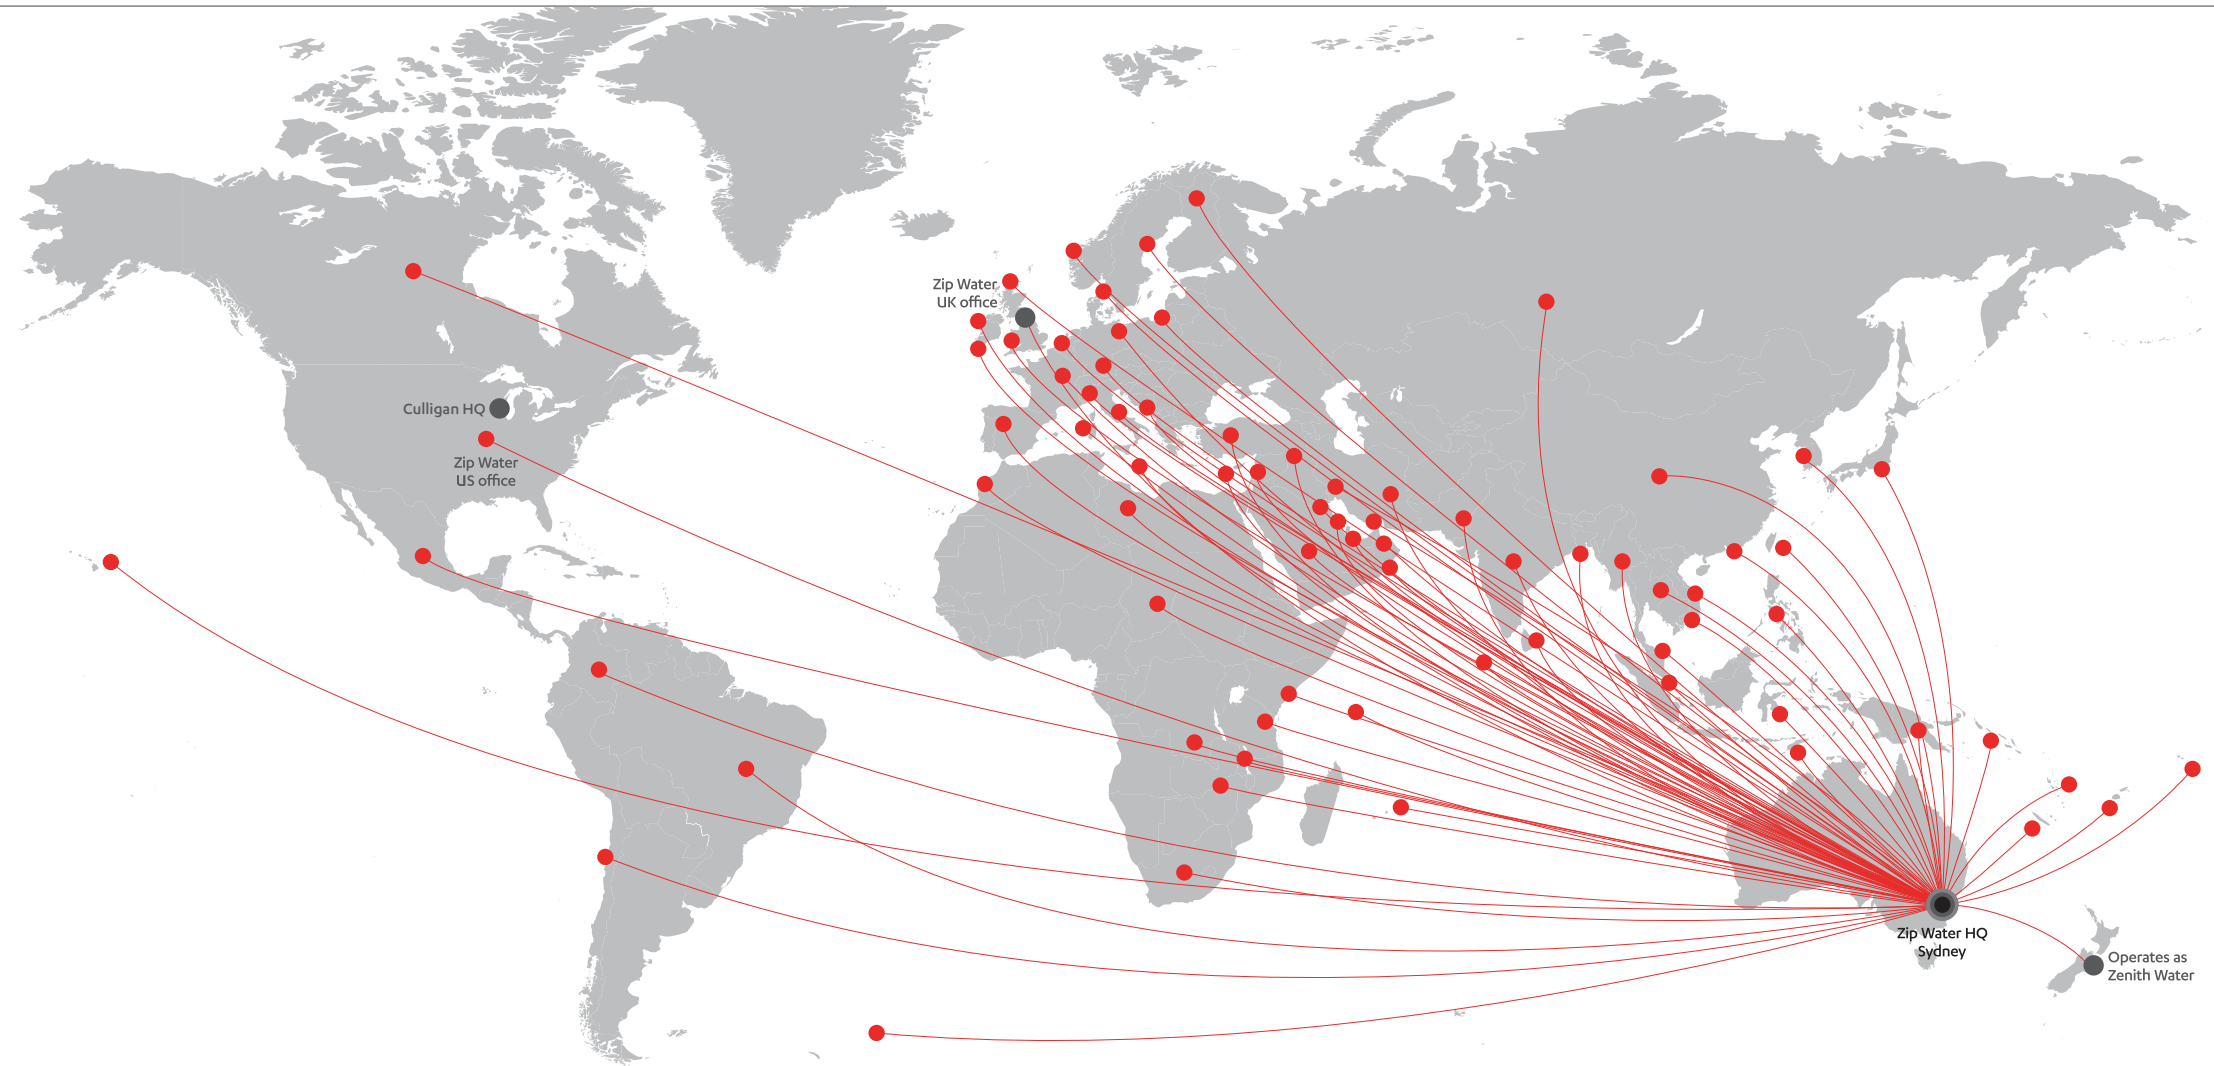 Zip Water
UK office
Culligan HQ
Zip Water
US office
Zip Water HQ
Sydney
Operates as
Zenith Water